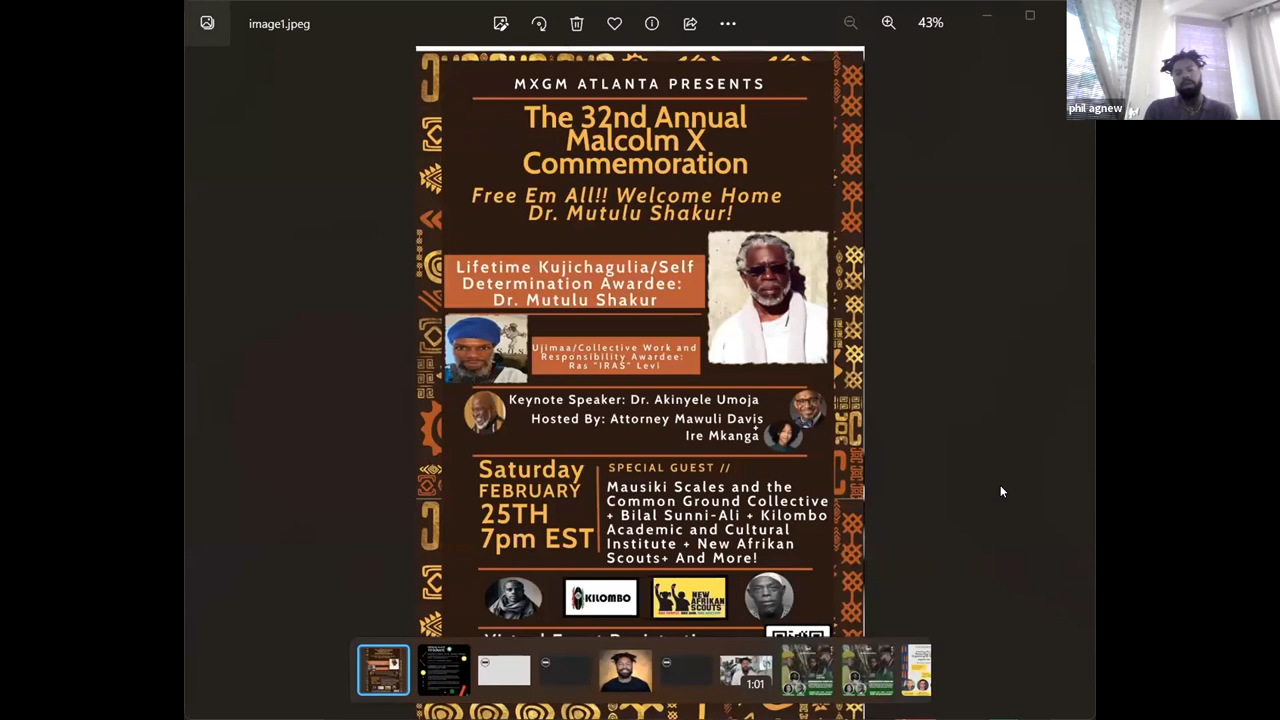 image1.jpeg
43%
phil agnew
MXGM ATLANTA PRESENTS
The 32nd Annual
Malcolm X
Commemoration
Free Em All!! Welcome Home
Dr. Mutulu Shakur!
Lifetime Kujichagulia/Self
Determination Awardee:
Dr. Mutulu Shakur
Ujimaa/Collective Work and
Responsibility Awardee:
Ras "IRAS" Levi
Keynote Speaker: Dr. Akinyele Umoja
Hosted By: Attorney Mawuli Davis
+
Ire Mkanga
Saturday
FEBRUARY
25TH
7pm EST
SPECIAL GUEST //
Mausiki Scales and the
Common Ground Collective
+ Bilal Sunni-Ali + Kilombo
Academic and Cultural
Institute + New Afrikan
Scouts+ And More!
KILOMBO
NEW
AFRIKAN
SCOUTS
1:01